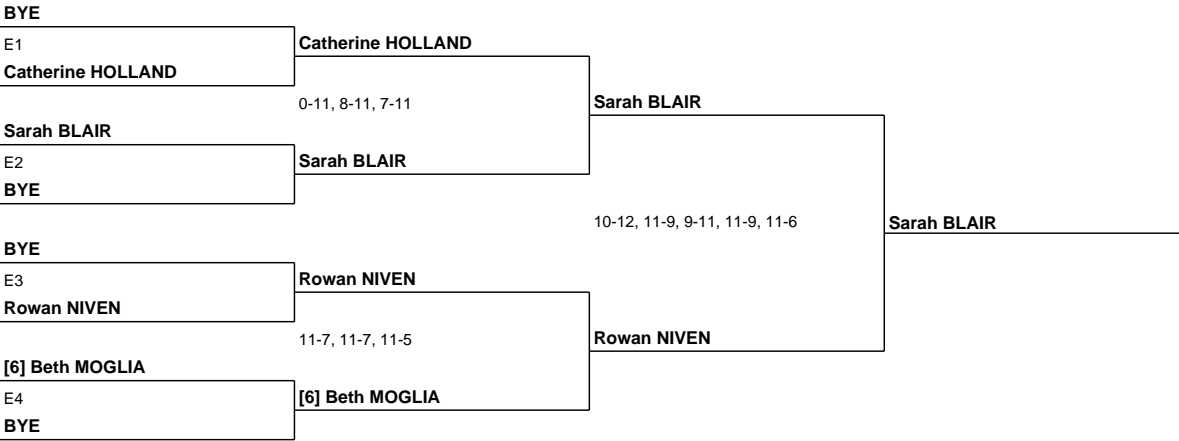 BYE
E1
Catherine HOLLAND
Catherine HOLLAND
0-11, 8-11, 7-11
Sarah BLAIR
Sarah BLAIR
E2
Sarah BLAIR
BYE
10-12, 11-9, 9-11, 11-9, 11-6
Sarah BLAIR
BYE
E3
Rowan NIVEN
Rowan NIVEN
11-7, 11-7, 11-5
Rowan NIVEN
[6] Beth MOGLIA
E4
[6] Beth MOGLIA
BYE